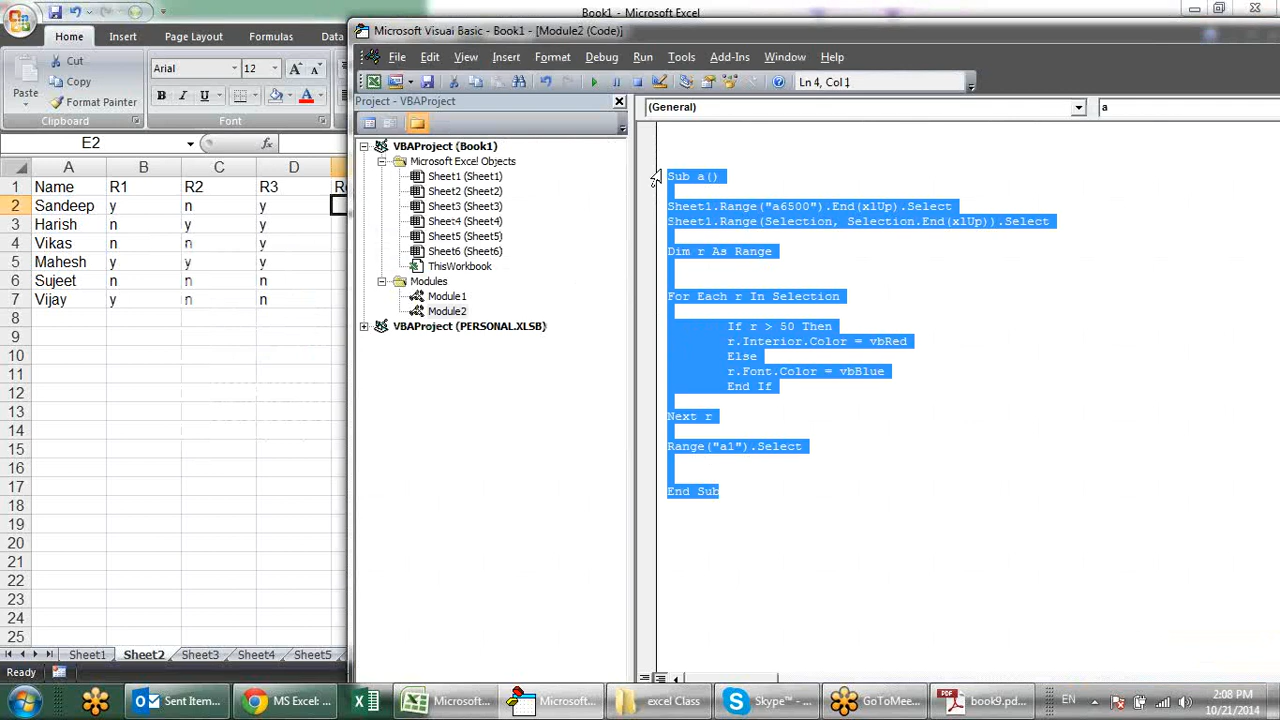 Book1 - Microsoft Excel
Microsoft Visual Basic - Book1 - [Module2 (Code)]
Home Insert Page Layout Formulas Data
File Edit View Insert Format Debug Run Tools Add-Ins Window Help
Paste
Cut
Copy
Format Painter
Arial 12
B I U
Clipboard Font
Ln 4, Col 1
Project - VBAProject
(General) a
E2
fx
A B C D
1 Name R1 R2 R3
2 Sandeep y n y
3 Harish n y y
4 Vikas n n y
5 Mahesh y y y
6 Sujeet n n n
7 Vijay y n n
8
9
10
11
12
13
14
15
16
17
18
19
20
21
22
23
24
25
VBAProject (Book1)
Microsoft Excel Objects
Sheet1 (Sheet1)
Sheet2 (Sheet2)
Sheet3 (Sheet3)
Sheet4 (Sheet4)
Sheet5 (Sheet5)
Sheet6 (Sheet6)
ThisWorkbook
Modules
Module1
Module2
VBAProject (PERSONAL.XLSB)
Sub a()
Sheet1.Range("a6500").End(xlUp).Select
Sheet1.Range(Selection, Selection.End(xlUp)).Select
Dim r As Range
For Each r In Selection
If r > 50 Then
r.Interior.Color = vbRed
Else
r.Font.Color = vbBlue
End If
Next r
Range("a1").Select
End Sub
Sheet1 Sheet2 Sheet3 Sheet4 Sheet5
Ready
Sent Item... MS Excel: ... Microsoft... Microsoft... excel Class Skype™ -... GoToMee... book9.pd... EN 2:08 PM
10/21/2014